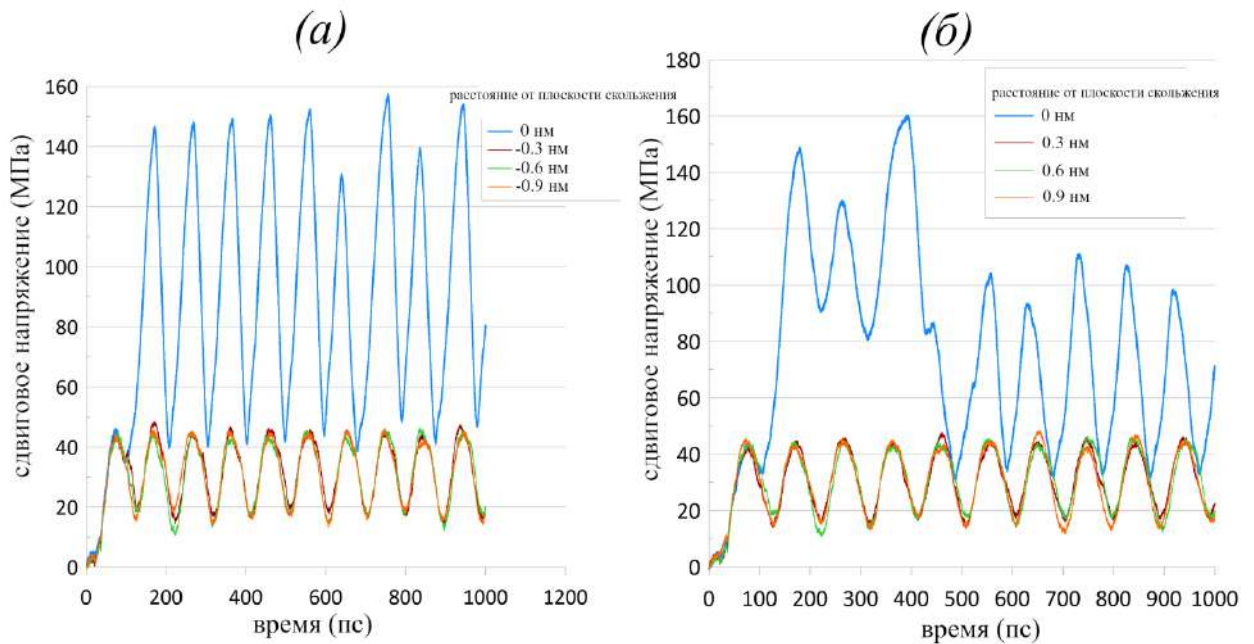 (а)
160
140
120
100
80
60
40
20
0
0 200 400 600 800 1000 1200
сдвиговое напряжение (МПа)
время (пс)
расстояние от плоскости скольжения
0 нм
-0.3 нм
-0.6 нм
-0.9 нм
(б)
180
160
140
120
100
80
60
40
20
0
0 100 200 300 400 500 600 700 800 900 1000
сдвиговое напряжение (МПа)
время (пс)
расстояние от плоскости скольжения
0 нм
0.3 нм
0.6 нм
0.9 нм